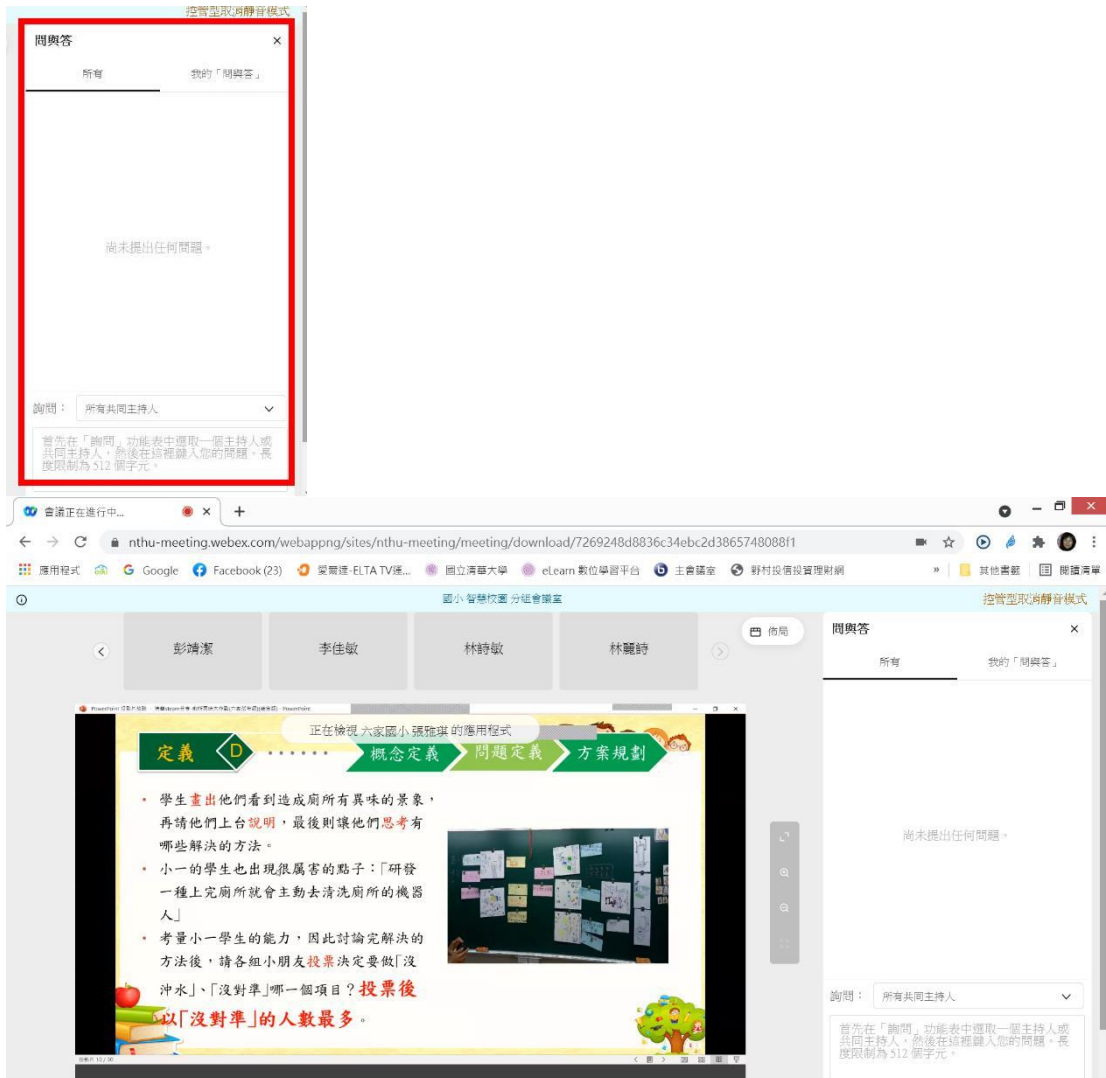 控管型取消靜音模式
問與答 ×
所有 我的「問與答」
尚未提出任何問題。
詢問： 所有共同主持人
首先在「詢問」功能表中選取一個主持人或
共同主持人，然後在這裡鍵入您的問題。長
度限制為 512 個字元。
會議正在進行中...
nthu-meeting.webex.com/webappng/sites/nthu-meeting/meeting/download/7269248d8836c34ebc2d3865748088f1
應用程式 Google Facebook (23) 愛爾達-ELTA TV運... 國立清華大學 eLearn 數位學習平台 主會議室 野村投信投資理財網 » 其他書籤 閱讀清單
國小 智慧校園 分組會議室 控管型取消靜音模式
彭靖潔 李佳敏 林詩敏 林麗詩 佈局
問與答 ×
所有 我的「問與答」
正在檢視 六家國小 張雅琪 的應用程式
定義 D 概念定義 問題定義 方案規劃
• 學生畫出他們看到造成廁所有異味的景象，
再請他們上台說明，最後則讓他們思考有
哪些解決的方法。
• 小一的學生也出現很厲害的點子：「研發
一種上完廁所就會主動去清洗廁所的機器
人」
• 考量小一學生的能力，因此討論完解決的
方法後，請各組小朋友投票決定要做「沒
沖水」、「沒對準」哪一個項目？投票後
以「沒對準」的人數最多。
尚未提出任何問題。
詢問： 所有共同主持人
首先在「詢問」功能表中選取一個主持人或
共同主持人，然後在這裡鍵入您的問題。長
度限制為 512 個字元。